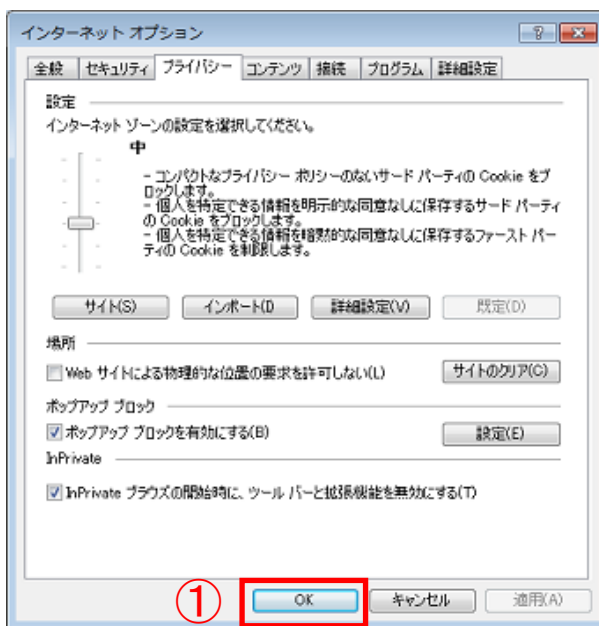 インターネット オプション
全般 セキュリティ プライバシー コンテンツ 接続 プログラム 詳細設定
設定
インターネット ゾーンの設定を選択してください。
中
- コンパクトなプライバシー ポリシーのないサード パーティの Cookie をブ
ロックします。
- 個人を特定できる情報を明示的な同意なしに保存するサード パーティ
の Cookie をブロックします。
- 個人を特定できる情報を暗黙的な同意なしに保存するファースト パー
ティの Cookie を制限します。
サイト(S) インポート(I) 詳細設定(V) 既定(D)
場所
Web サイトによる物理的な位置の要求を許可しない(L) サイトのクリア(C)
ポップアップ ブロック
ポップアップ ブロックを有効にする(B) 設定(E)
InPrivate
InPrivate ブラウズの開始時に、ツール バーと拡張機能を無効にする(T)
① OK キャンセル 適用(A)